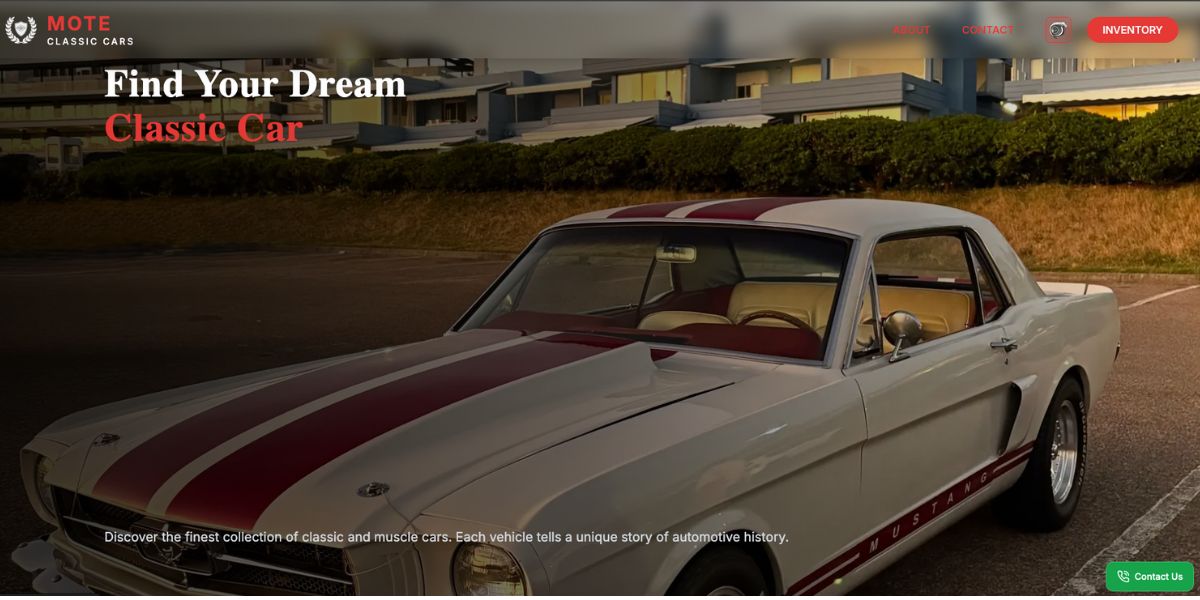 MOTE
CLASSIC CARS
ABOUT
CONTACT
INVENTORY
Find Your Dream
Classic Car
MUSTANG
Discover the finest collection of classic and muscle cars. Each vehicle tells a unique story of automotive history.
Contact Us